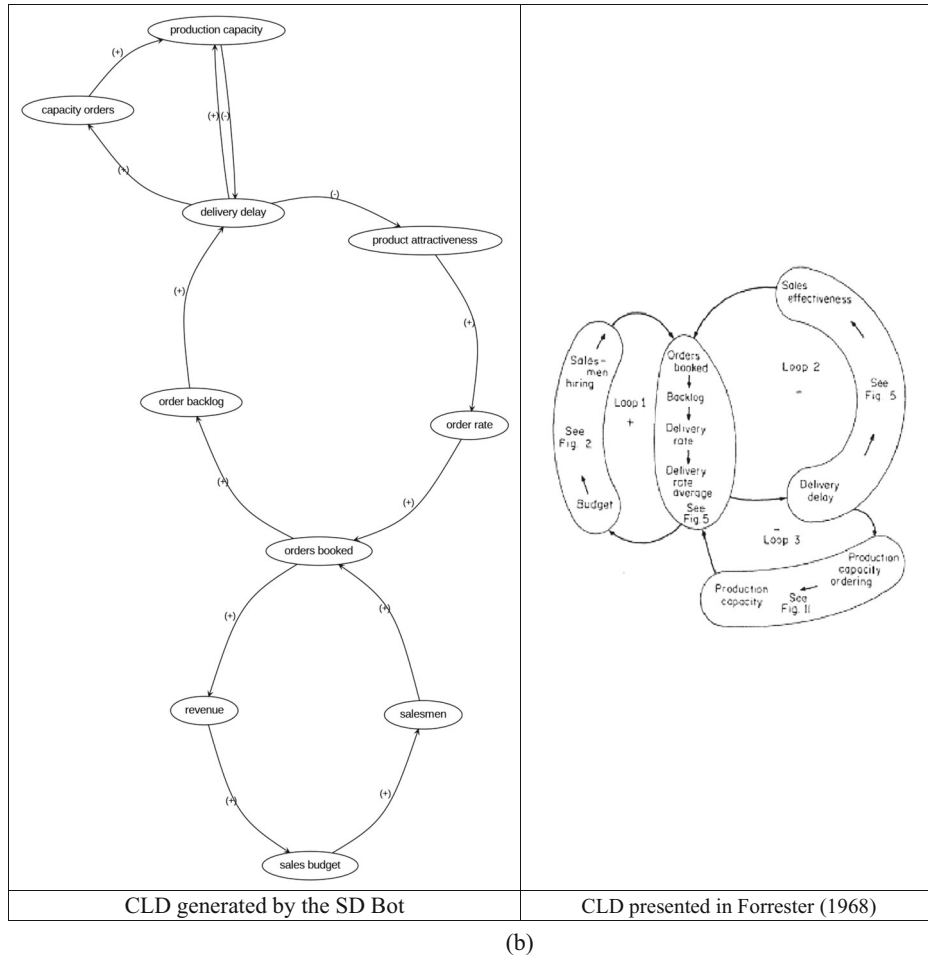 production capacity
(+)
capacity orders
(+)
(-)
(+)
(-)
delivery delay
product attractiveness
(+)
(+)
order backlog
order rate
(+)
(+)
orders booked
(+)
(+)
revenue
salesmen
(+)
(+)
sales budget
CLD generated by the SD Bot
Sales
effectiveness
Sales-
men
hiring
Orders
booked
Loop 2
-
Loop 1
+
Backlog
See
Fig. 5
See
Fig. 2
Delivery
rate
Delivery
rate
average
Delivery
delay
Budget
See
Fig. 5
-
Loop 3
Production
capacity
ordering
Production
capacity
See
Fig. 11
CLD presented in Forrester (1968)
(b)